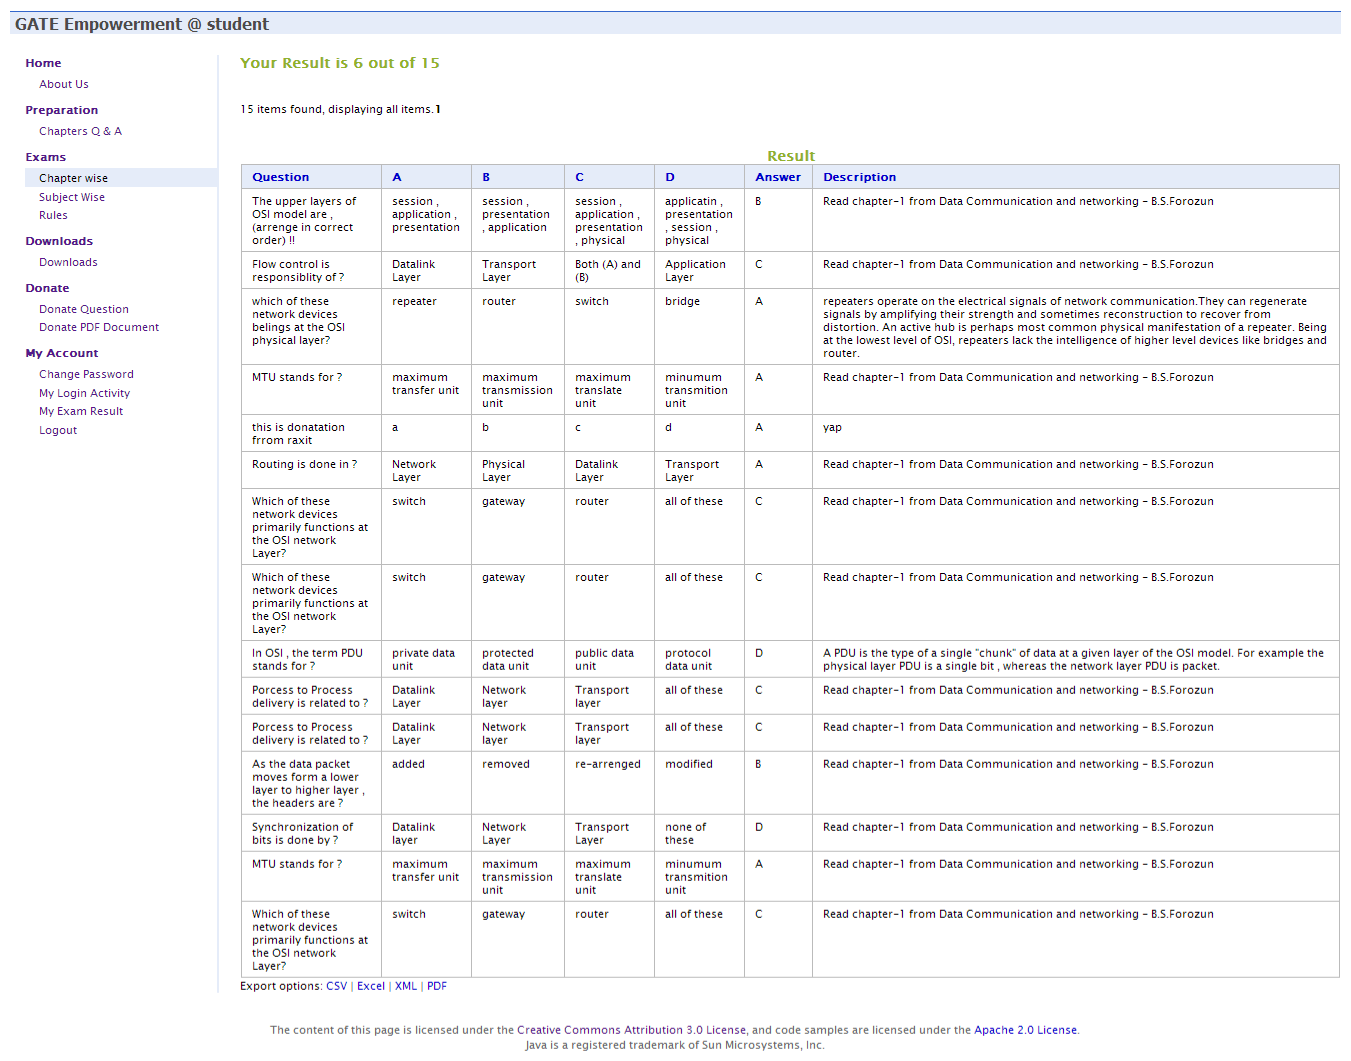 GATE Empowerment @ student
Home
About Us
Preparation
Chapters Q & A
Exams
Chapter wise
Subject Wise
Rules
Downloads
Downloads
Donate
Donate Question
Donate PDF Document
My Account
Change Password
My Login Activity
My Exam Result
Logout
Your Result is 6 out of 15
15 items found, displaying all items.1
Result
Question A B C D Answer Description
The upper layers of
OSI model are ,
(arrenge in correct
order) !!
session ,
application ,
presentation
session ,
presentation
, application
session ,
application ,
presentation
, physical
applicatin ,
presentation
, session ,
physical
B
Read chapter-1 from Data Communication and networking - B.S.Forozun
Flow control is
responsiblity of ?
Datalink
Layer
Transport
Layer
Both (A) and
(B)
Application
Layer
C
Read chapter-1 from Data Communication and networking - B.S.Forozun
which of these
network devices
belings at the OSI
physical layer?
repeater
router
switch
bridge
A
repeaters operate on the electrical signals of network communication.They can regenerate
signals by amplifying their strength and sometimes reconstruction to recover from
distortion. An active hub is perhaps most common physical manifestation of a repeater. Being
at the lowest level of OSI, repeaters lack the intelligence of higher level devices like bridges and
router.
MTU stands for ?
maximum
transfer unit
maximum
transmission
unit
maximum
translate
unit
minumum
transmition
unit
A
Read chapter-1 from Data Communication and networking - B.S.Forozun
this is donatation
frrom raxit
a
b
c
d
A
yap
Routing is done in ?
Network
Layer
Physical
Layer
Datalink
Layer
Transport
Layer
A
Read chapter-1 from Data Communication and networking - B.S.Forozun
Which of these
network devices
primarily functions at
the OSI network
Layer?
switch
gateway
router
all of these
C
Read chapter-1 from Data Communication and networking - B.S.Forozun
Which of these
network devices
primarily functions at
the OSI network
Layer?
switch
gateway
router
all of these
C
Read chapter-1 from Data Communication and networking - B.S.Forozun
In OSI , the term PDU
stands for ?
private data
unit
protected
data unit
public data
unit
protocol
data unit
D
A PDU is the type of a single "chunk" of data at a given layer of the OSI model. For example the
physical layer PDU is a single bit , whereas the network layer PDU is packet.
Porcess to Process
delivery is related to ?
Datalink
Layer
Network
layer
Transport
layer
all of these
C
Read chapter-1 from Data Communication and networking - B.S.Forozun
Porcess to Process
delivery is related to ?
Datalink
Layer
Network
layer
Transport
layer
all of these
C
Read chapter-1 from Data Communication and networking - B.S.Forozun
As the data packet
moves form a lower
layer to higher layer ,
the headers are ?
added
removed
re-arrenged
modified
B
Read chapter-1 from Data Communication and networking - B.S.Forozun
Synchronization of
bits is done by ?
Datalink
layer
Network
Layer
Transport
Layer
none of
these
D
Read chapter-1 from Data Communication and networking - B.S.Forozun
MTU stands for ?
maximum
transfer unit
maximum
transmission
unit
maximum
translate
unit
minumum
transmition
unit
A
Read chapter-1 from Data Communication and networking - B.S.Forozun
Which of these
network devices
primarily functions at
the OSI network
Layer?
switch
gateway
router
all of these
C
Read chapter-1 from Data Communication and networking - B.S.Forozun
Export options: CSV | Excel | XML | PDF
The content of this page is licensed under the Creative Commons Attribution 3.0 License, and code samples are licensed under the Apache 2.0 License.
Java is a registered trademark of Sun Microsystems, Inc.